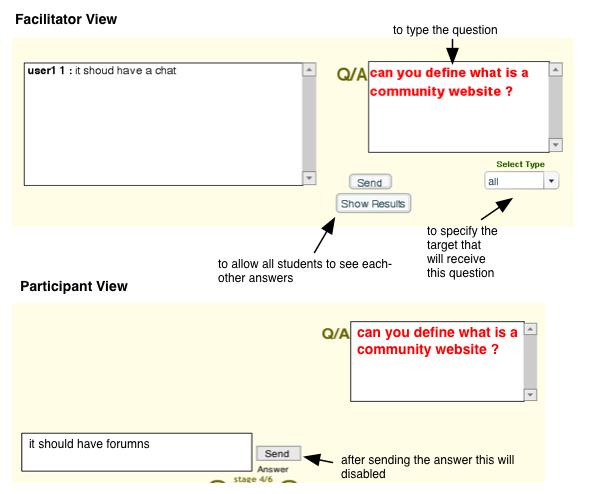 Facilitator View
to type the question
user1 1 : it shoud have a chat
Q/A
can you define what is a
community website ?
Select Type
all
Send
Show Results
to specify the
target that
will receive
this question
to allow all students to see each-
other answers
Participant View
Q/A
can you define what is a
community website ?
it should have forumns
Send
Answer
after sending the answer this will
disabled
stage 4/6